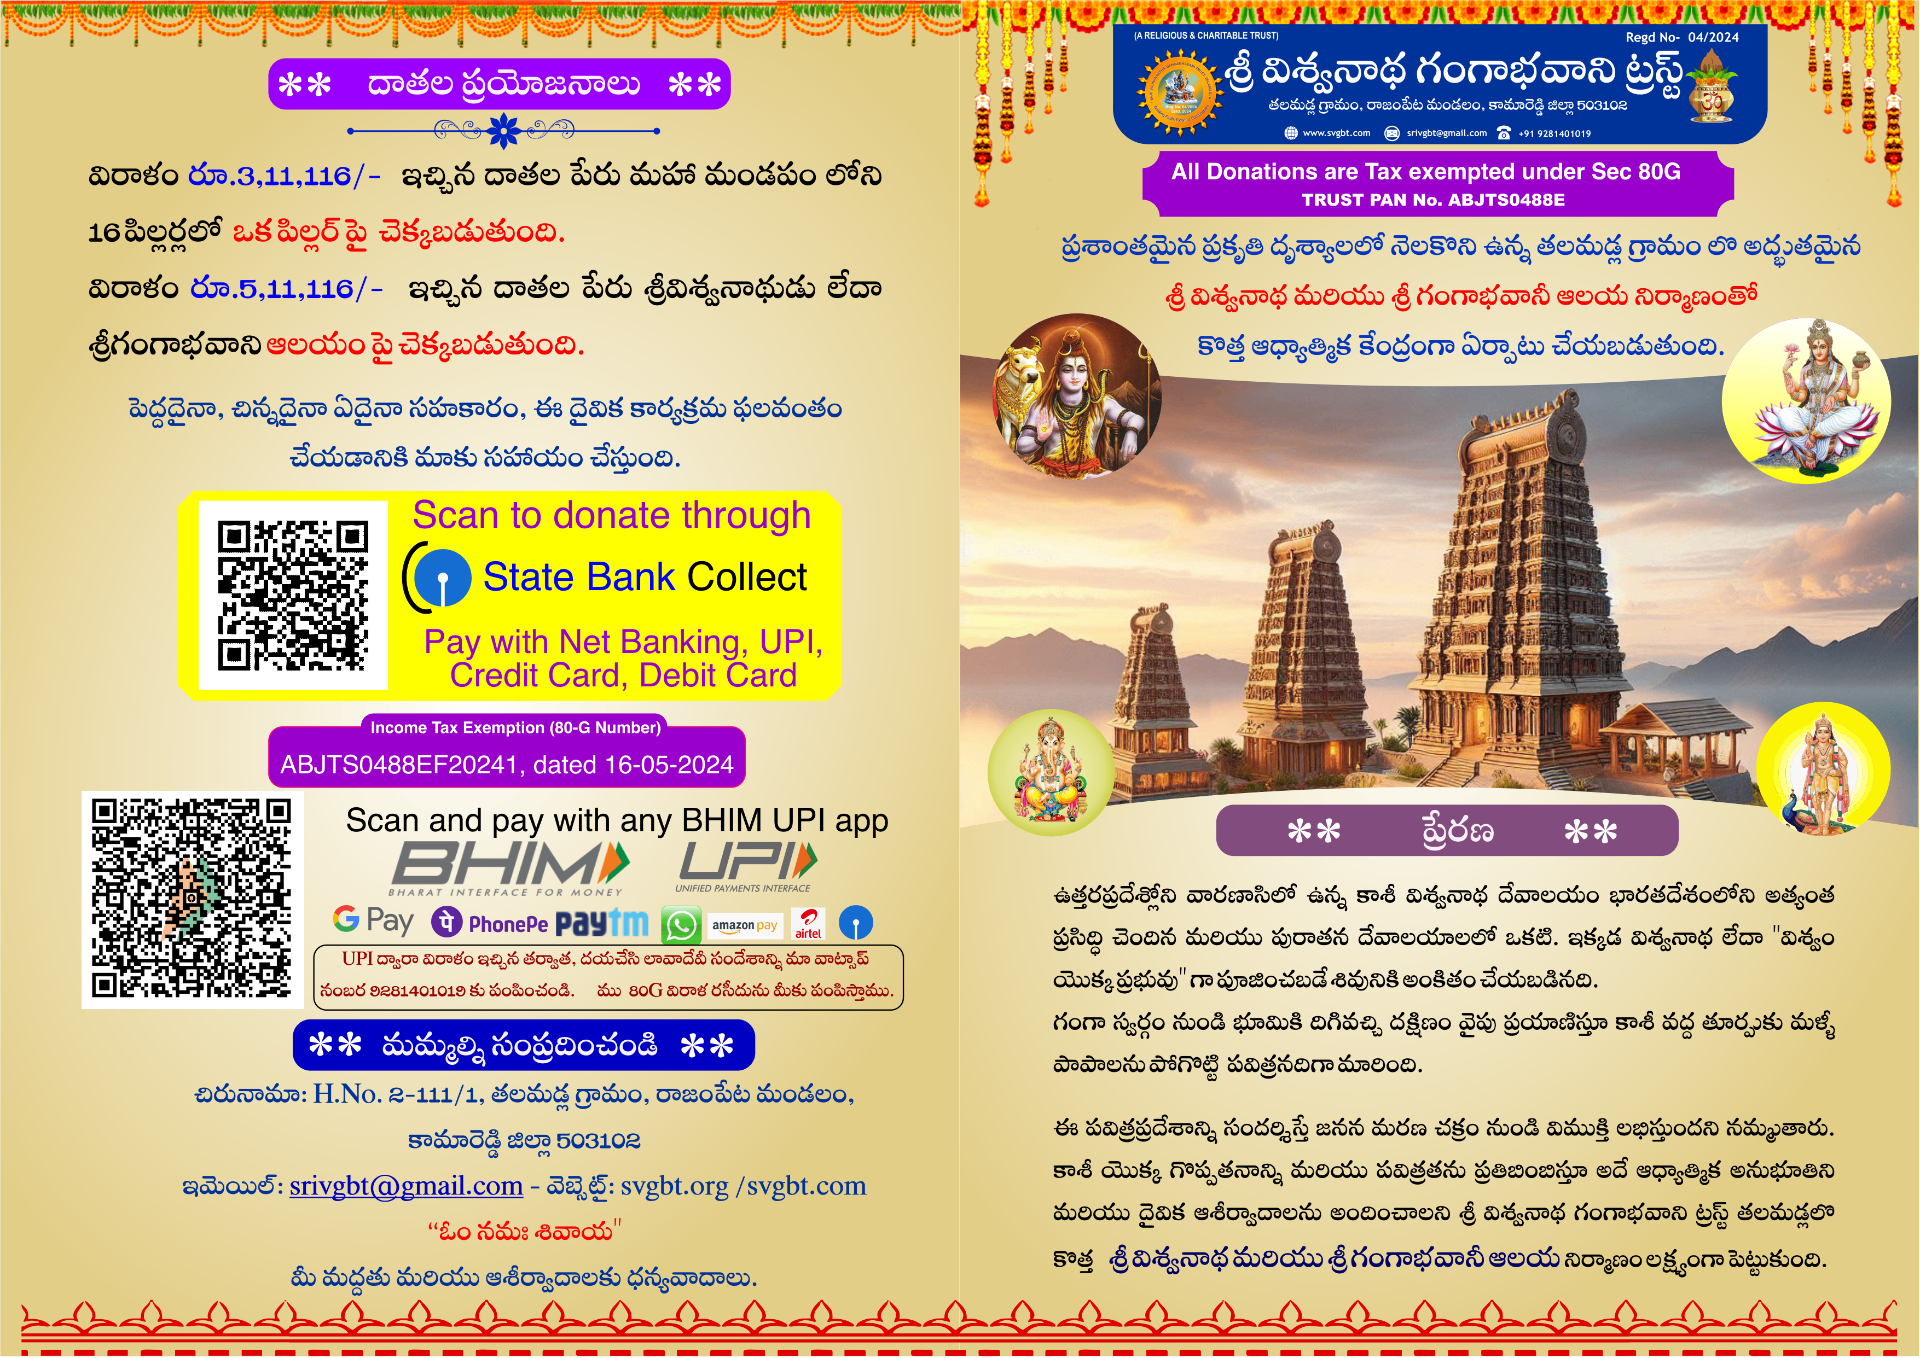 ** దాతల ప్రయోజనాలు **
విరాళం రూ.3,11,116/- ఇచ్చిన దాతల పేరు మహా మండపం లోని
16 పిల్లర్లలో ఒక పిల్లర్ పై చెక్కబడుతుంది.
విరాళం రూ.5,11,116/- ఇచ్చిన దాతల పేరు శ్రీవిశ్వనాథుడు లేదా
శ్రీగంగాభవాని ఆలయం పై చెక్కబడుతుంది.
పెద్దదైనా, చిన్నదైనా ఏదైనా సహకారం, ఈ దైవిక కార్యక్రమ ఫలవంతం
చేయడానికి మాకు సహాయం చేస్తుంది.
Scan to donate through
State Bank Collect
Pay with Net Banking, UPI,
Credit Card, Debit Card
Income Tax Exemption (80-G Number)
ABJTS0488EF20241, dated 16-05-2024
Scan and pay with any BHIM UPI app
BHIM UPI
BHARAT INTERFACE FOR MONEY UNIFIED PAYMENTS INTERFACE
G Pay PhonePe paytm amazon pay airtel
UPI ద్వారా విరాళం ఇచ్చిన తర్వాత, దయచేసి లావాదేవీ సందేశాన్ని మా వాట్సాప్
నంబర 9281401019 కు పంపించండి. ము 80G విరాళ రసీదును మీకు పంపిస్తాము.
** మమ్మల్ని సంప్రదించండి **
చిరునామా: H.No. 2-111/1, తలమడ్ల గ్రామం, రాజంపేట మండలం,
కామారెడ్డి జిల్లా 503102
ఇమెయిల్: srivgbt@gmail.com - వెబ్సైట్: svgbt.org /svgbt.com
“ఓం నమః శివాయ"
మీ మద్దతు మరియు ఆశీర్వాదాలకు ధన్యవాదాలు.
(A RELIGIOUS & CHARITABLE TRUST) Regd No- 04/2024
శ్రీ విశ్వనాథ గంగాభవాని ట్రస్ట్
తలమడ్ల గ్రామం, రాజంపేట మండలం, కామారెడ్డి జిల్లా 503102
www.svgbt.com srivgbt@gmail.com +91 9281401019
All Donations are Tax exempted under Sec 80G
TRUST PAN No. ABJTS0488E
ప్రశాంతమైన ప్రకృతి దృశ్యాలలో నెలకొని ఉన్న తలమడ్ల గ్రామం లొ అద్భుతమైన
శ్రీ విశ్వనాథ మరియు శ్రీ గంగాభవానీ ఆలయ నిర్మాణంతో
కొత్త ఆధ్యాత్మిక కేంద్రంగా ఏర్పాటు చేయబడుతుంది.
** ప్రేరణ **
ఉత్తరప్రదేశ్లోని వారణాసిలో ఉన్న కాశీ విశ్వనాథ దేవాలయం భారతదేశంలోని అత్యంత
ప్రసిద్ధి చెందిన మరియు పురాతన దేవాలయాలలో ఒకటి. ఇక్కడ విశ్వనాథ లేదా "విశ్వం
యొక్క ప్రభువు" గా పూజించబడే శివునికి అంకితం చేయబడినది.
గంగా స్వర్గం నుండి భూమికి దిగివచ్చి దక్షిణం వైపు ప్రయాణిస్తూ కాశీ వద్ద తూర్పుకు మళ్ళీ
పాపాలను పోగొట్టి పవిత్రనదిగా మారింది.
ఈ పవిత్రప్రదేశాన్ని సందర్శిస్తే జనన మరణ చక్రం నుండి విముక్తి లభిస్తుందని నమ్ముతారు.
కాశీ యొక్క గొప్పతనాన్ని మరియు పవిత్రతను ప్రతిబింబిస్తూ అదే ఆధ్యాత్మిక అనుభూతిని
మరియు దైవిక ఆశీర్వాదాలను అందించాలని శ్రీ విశ్వనాథ గంగాభవాని ట్రస్ట్ తలమడ్లలొ
కొత్త శ్రీ విశ్వనాథ మరియు శ్రీ గంగాభవానీ ఆలయ నిర్మాణం లక్ష్యంగా పెట్టుకుంది.